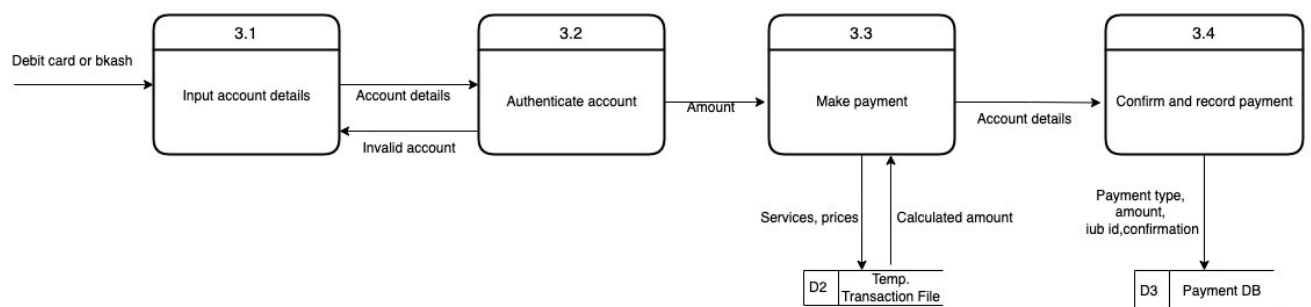 3.1
3.2
3.3
3.4
Debit card or bkash
Input account details
Account details
Invalid account
Authenticate account
Amount
Make payment
Account details
Confirm and record payment
Services, prices
Calculated amount
Payment type,
amount,
iub id,confirmation
D2
Temp.
Transaction File
D3
Payment DB